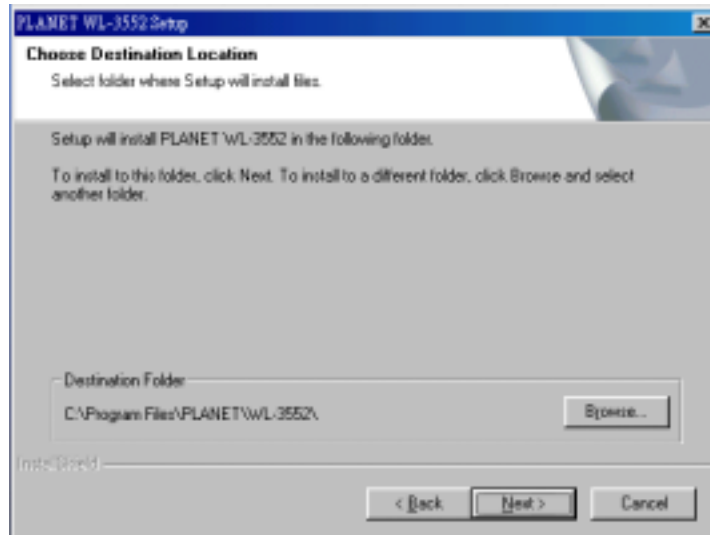 PLANET WL-3552 Setup
Choose Destination Location
Select folder where Setup will install files.
Setup will install PLANET WL-3552 in the following folder.
To install to this folder, click Next. To install to a different folder, click Browse and select
another folder.
Destination Folder
C:\Program Files\PLANET\WL-3552\
Browse...
InstallShield
< Back
Next >
Cancel